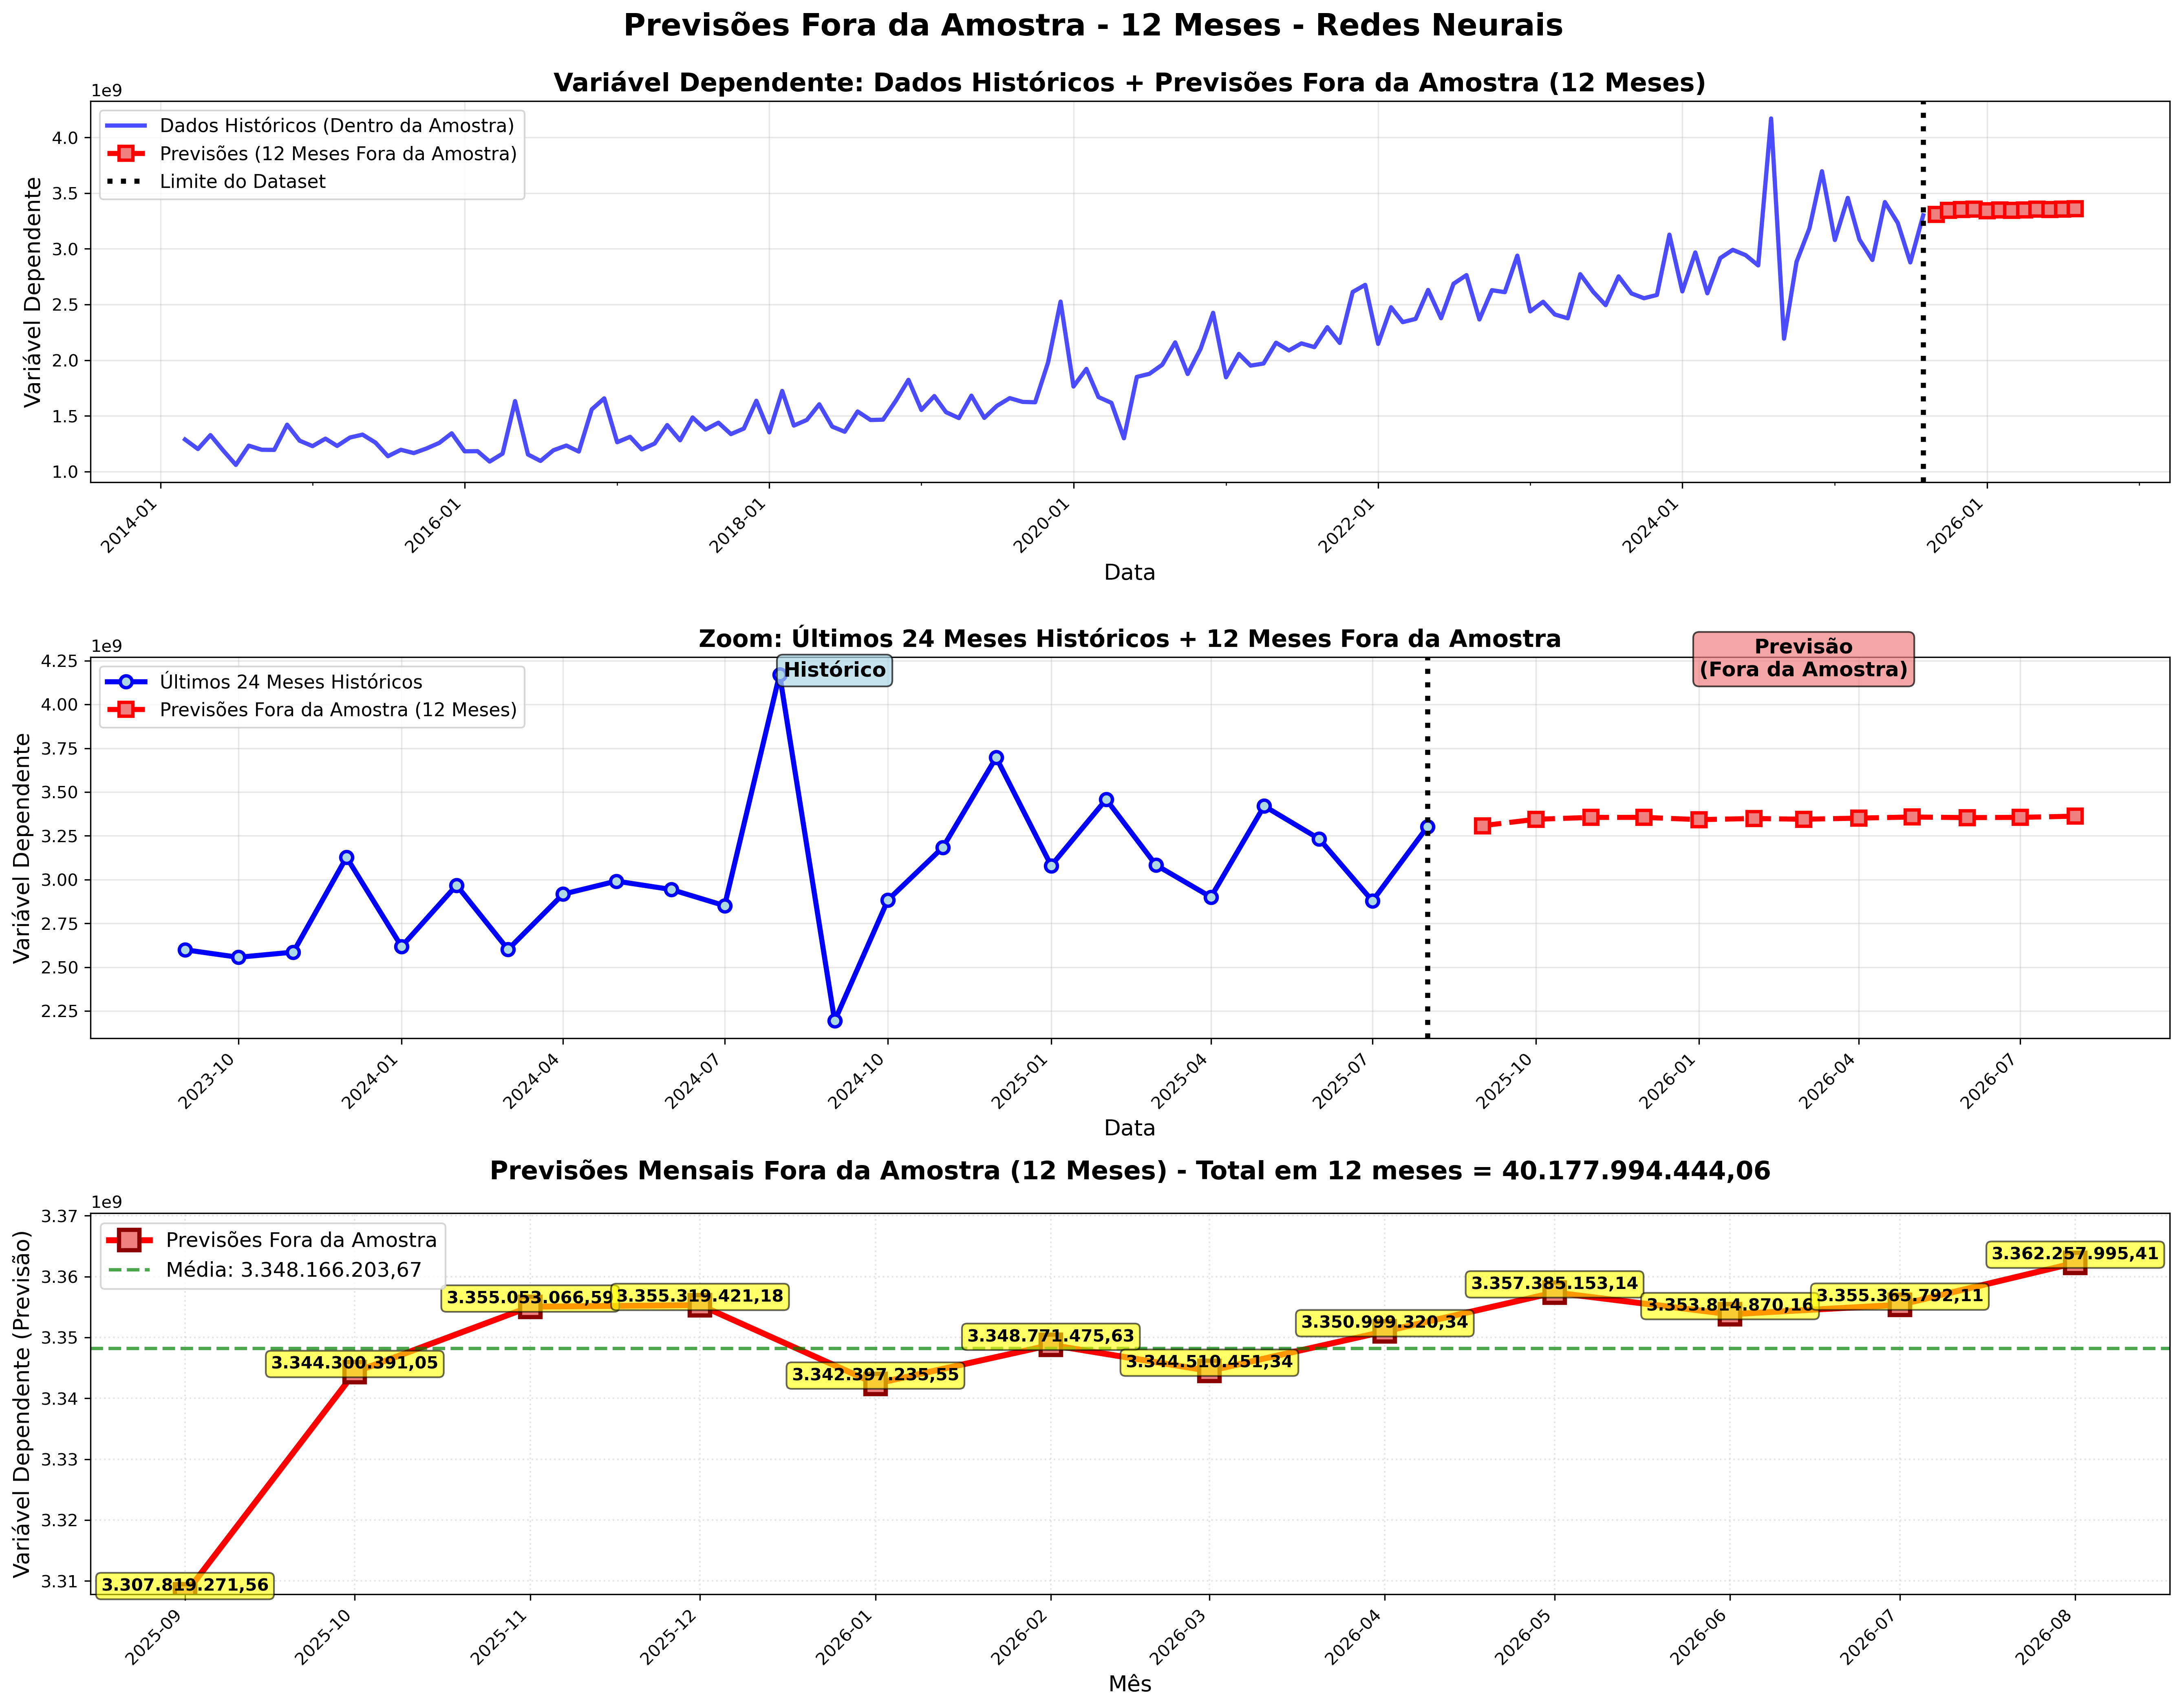 Previsões Fora da Amostra - 12 Meses - Redes Neurais
Variável Dependente: Dados Históricos + Previsões Fora da Amostra (12 Meses)
1e9
Dados Históricos (Dentro da Amostra)
Previsões (12 Meses Fora da Amostra)
Limite do Dataset
4.0
3.5
3.0
2.5
2.0
1.5
1.0
Variável Dependente
2014-01
2016-01
2018-01
2020-01
2022-01
2024-01
2026-01
Data
Zoom: Últimos 24 Meses Históricos + 12 Meses Fora da Amostra
1e9
Últimos 24 Meses Históricos
Previsões Fora da Amostra (12 Meses)
Histórico
Previsão
(Fora da Amostra)
4.25
4.00
3.75
3.50
3.25
3.00
2.75
2.50
2.25
Variável Dependente
2023-10
2024-01
2024-04
2024-07
2024-10
2025-01
2025-04
2025-07
2025-10
2026-01
2026-04
2026-07
Data
Previsões Mensais Fora da Amostra (12 Meses) - Total em 12 meses = 40.177.994.444,06
1e9
Previsões Fora da Amostra
Média: 3.348.166.203,67
3.37
3.36
3.35
3.34
3.33
3.32
3.31
Variável Dependente (Previsão)
3.307.819.271,56
3.344.300.391,05
3.355.053.066,59
3.355.319.421,18
3.342.397.235,55
3.348.771.475,63
3.344.510.451,34
3.350.999.320,34
3.357.385.153,14
3.353.814.870,16
3.355.365.792,11
3.362.257.995,41
2025-09
2025-10
2025-11
2025-12
2026-01
2026-02
2026-03
2026-04
2026-05
2026-06
2026-07
2026-08
Mês